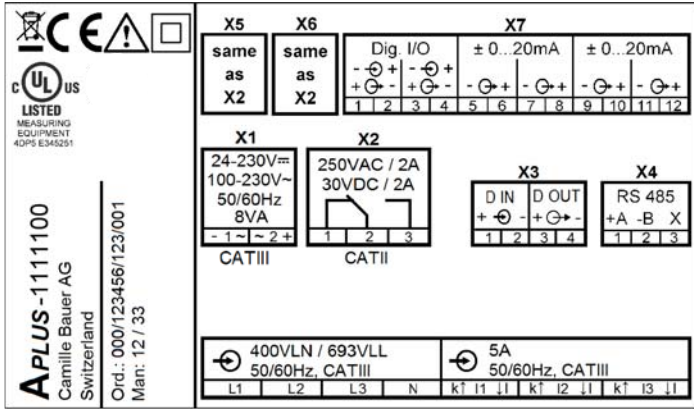 CE
c UL us
LISTED
MEASURING
EQUIPMENT
4OP5 E345251
APLUS-1111100
Camille Bauer AG
Switzerland
Ord.: 000/123456/123/001
Man: 12 / 33
X5
same
as
X2
X6
same
as
X2
X7
Dig. I/O ± 0...20mA ± 0...20mA
- + - +
+ - + - - + - + - + - +
1 2 3 4 5 6 7 8 9 10 11 12
X1
24-230V⎓
100-230V~
50/60Hz
8VA
- 1 ~ ~ 2 +
CATIII
X2
250VAC / 2A
30VDC / 2A
1 2 3
CATII
X3
D IN D OUT
+ - + -
1 2 3 4
X4
RS 485
+A -B X
1 2 3
400VLN / 693VLL
50/60Hz, CATIII
L1 L2 L3 N
5A
50/60Hz, CATIII
k↑ I1 ↓l k↑ I2 ↓l k↑ I3 ↓l